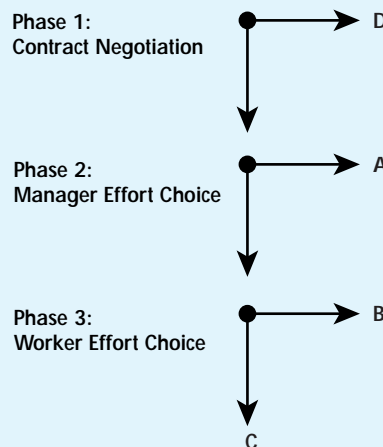 Phase 1:
Contract Negotiation
D
Phase 2:
Manager Effort Choice
A
Phase 3:
Worker Effort Choice
B
C